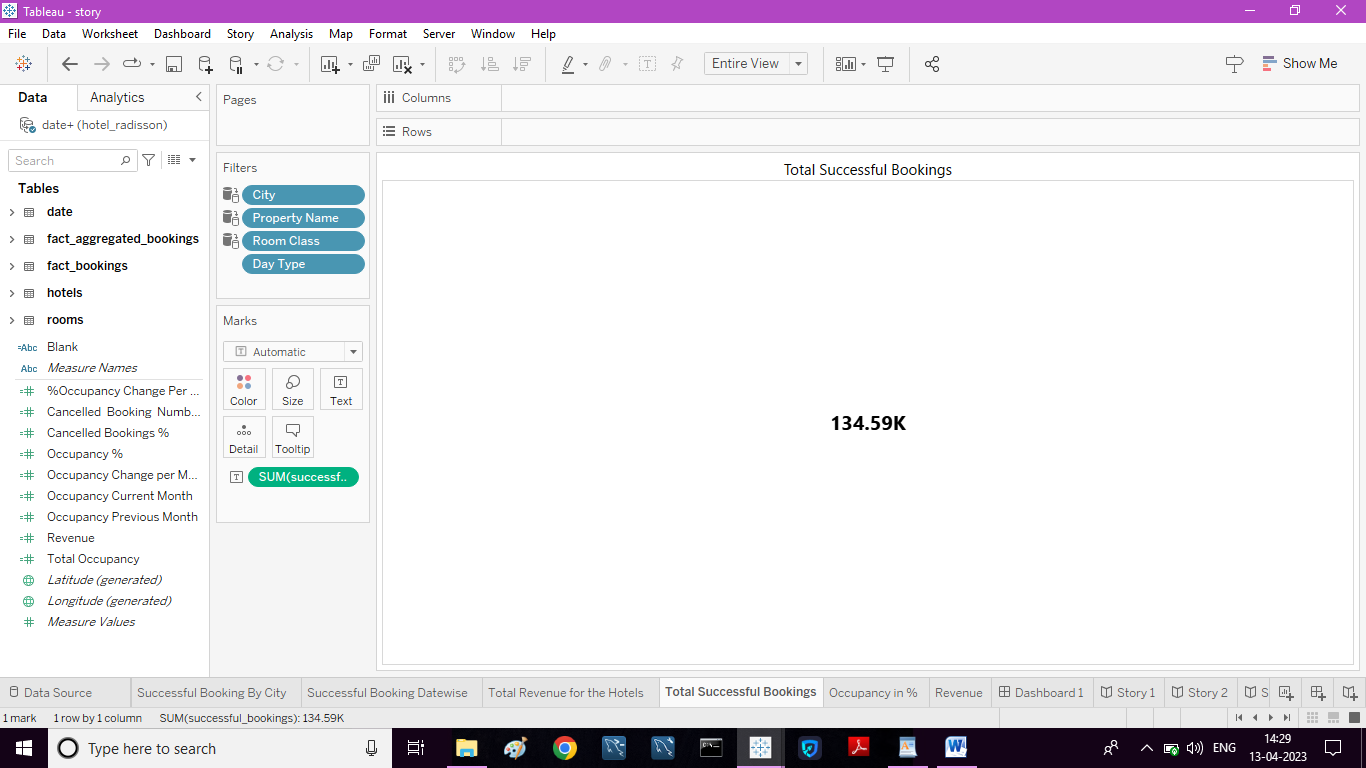 Tableau - story
File Data Worksheet Dashboard Story Analysis Map Format Server Window Help
Entire View
Show Me
Data Analytics
date+ (hotel_radisson)
Search
Tables
date
fact_aggregated_bookings
fact_bookings
hotels
rooms
=Abc Blank
Abc Measure Names
%Occupancy Change Per ...
Cancelled Booking Numb...
Cancelled Bookings %
Occupancy %
Occupancy Change per M...
Occupancy Current Month
Occupancy Previous Month
Revenue
Total Occupancy
Latitude (generated)
Longitude (generated)
Measure Values
Pages
Filters
City
Property Name
Room Class
Day Type
Marks
T Automatic
Color Size Text
Detail Tooltip
T SUM(successf..
Columns
Rows
Total Successful Bookings
134.59K
Data Source Successful Booking By City Successful Booking Datewise Total Revenue for the Hotels Total Successful Bookings Occupancy in % Revenue Dashboard 1 Story 1 Story 2 S
1 mark 1 row by 1 column SUM(successful_bookings): 134.59K
Type here to search
ENG
14:29
13-04-2023